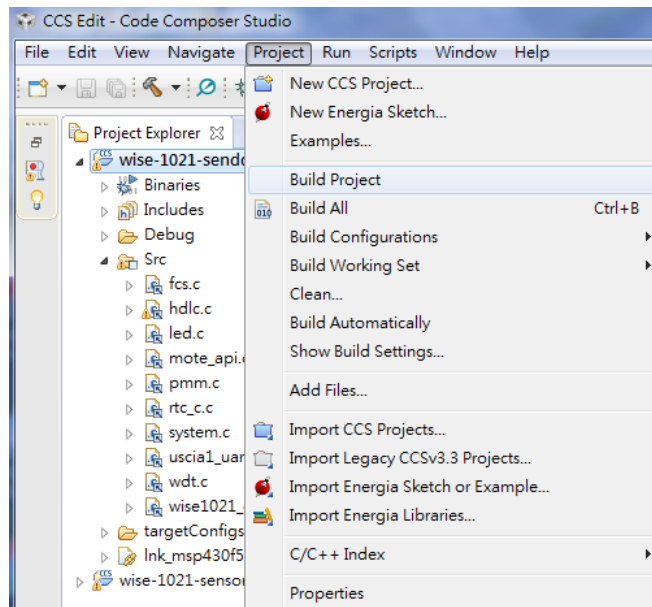 CCS Edit - Code Composer Studio
File Edit View Navigate Project Run Scripts Window Help
Project Explorer
wise-1021-send
Binaries
Includes
Debug
Src
fcs.c
hdlc.c
led.c
mote_api.
pmm.c
rtc_c.c
system.c
uscia1_uar
wdt.c
wise1021_
targetConfigs
lnk_msp430f5
wise-1021-senso
New CCS Project...
New Energia Sketch...
Examples...
Build Project
Build All Ctrl+B
Build Configurations
Build Working Set
Clean...
Build Automatically
Show Build Settings...
Add Files...
Import CCS Projects...
Import Legacy CCSv3.3 Projects...
Import Energia Sketch or Example...
Import Energia Libraries...
C/C++ Index
Properties